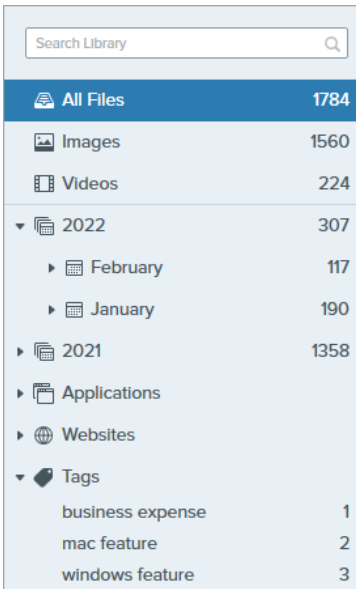 Search Library
All Files 1784
Images 1560
Videos 224
2022 307
February 117
January 190
2021 1358
Applications
Websites
Tags
business expense 1
mac feature 2
windows feature 3